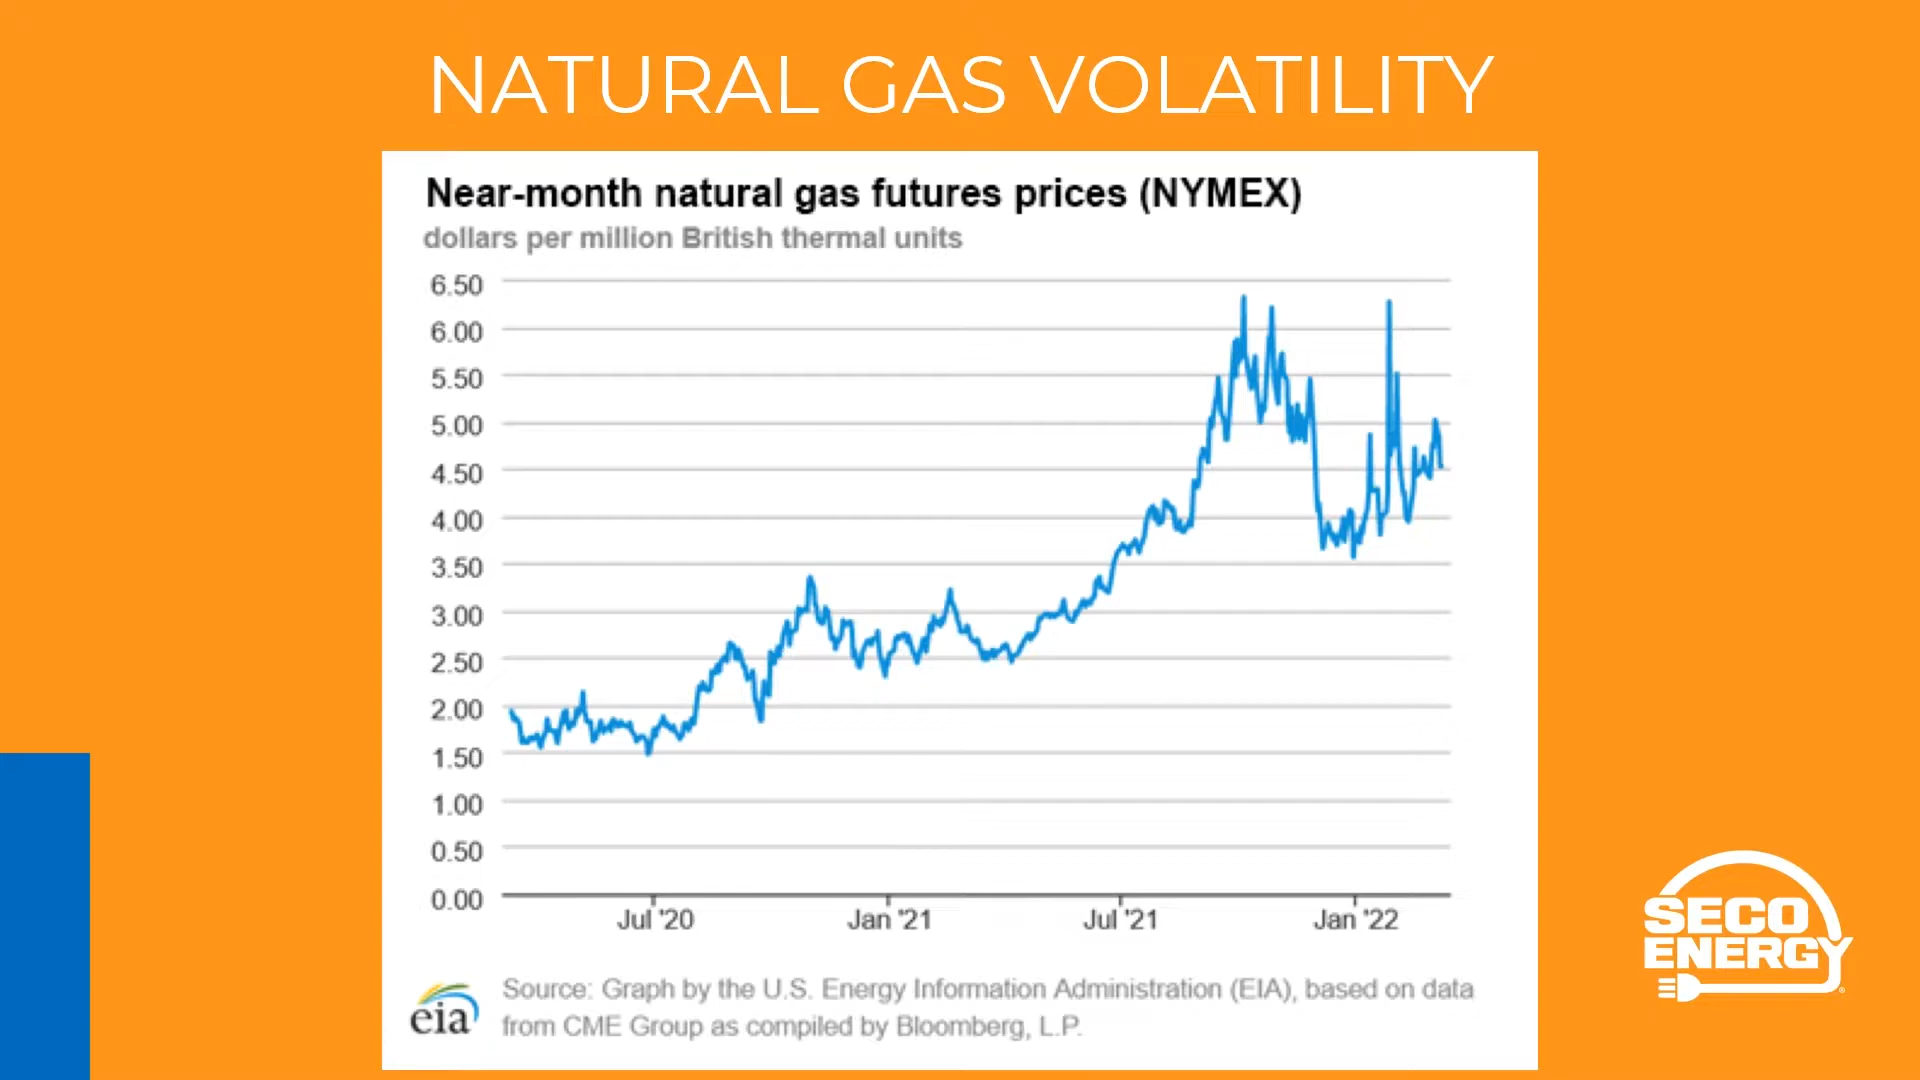 NATURAL GAS VOLATILITY
Near-month natural gas futures prices (NYMEX)
dollars per million British thermal units
6.50
6.00
5.50
5.00
4.50
4.00
3.50
3.00
2.50
2.00
1.50
1.00
0.50
0.00
Jul '20 Jan '21 Jul '21 Jan '22
eia
Source: Graph by the U.S. Energy Information Administration (EIA), based on data
from CME Group as compiled by Bloomberg, L.P.
SECO
ENERGY